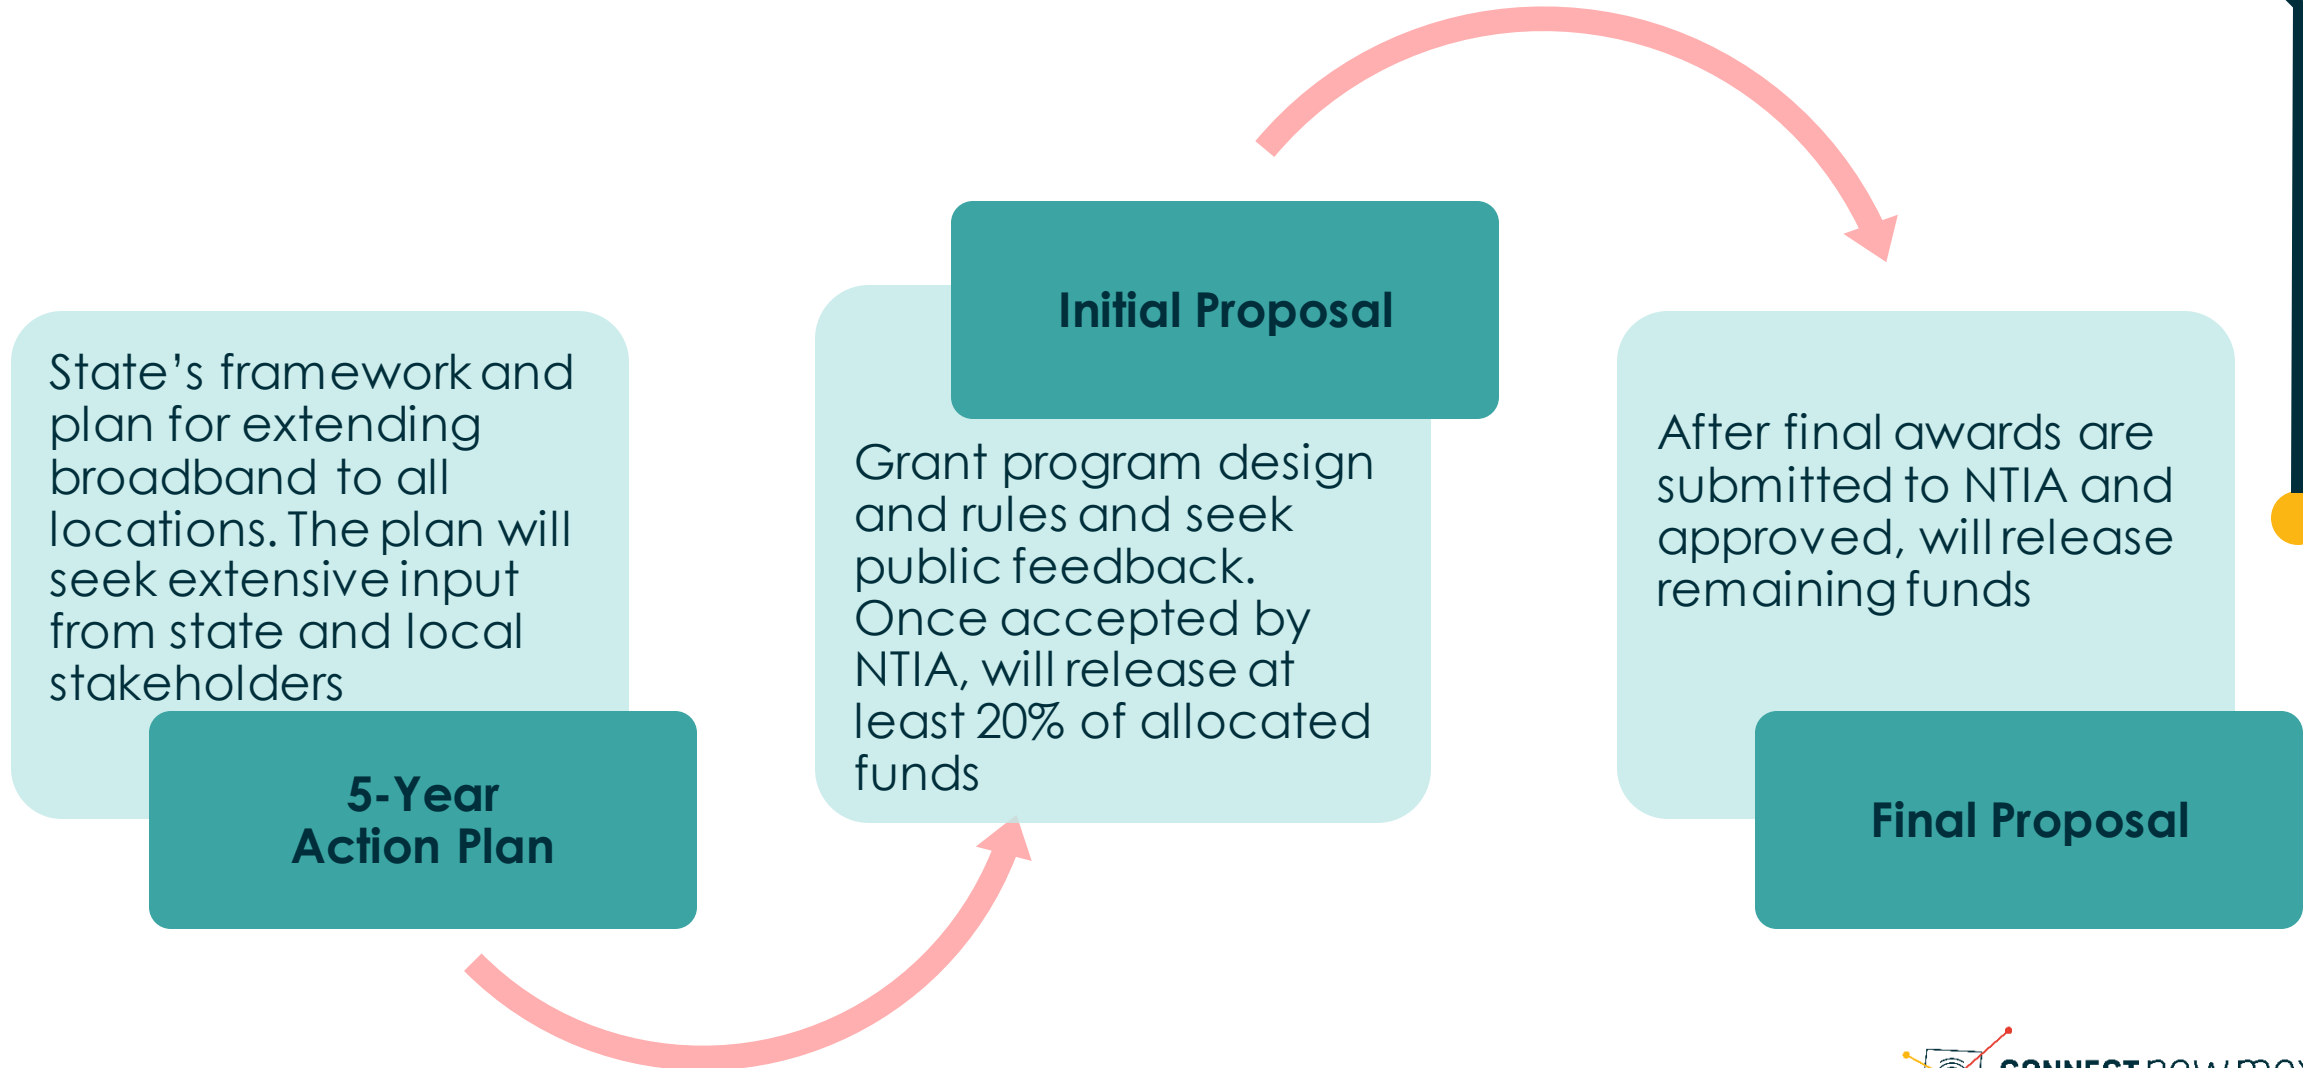 State’s framework and
plan for extending
broadband to all
locations. The plan will
seek extensive input
from state and local
stakeholders
5-Year
Action Plan
Initial Proposal
Grant program design
and rules and seek
public feedback.
Once accepted by
NTIA, will release at
least 20% of allocated
funds
After final awards are
submitted to NTIA and
approved, will release
remaining funds
Final Proposal
CONNECT new mex